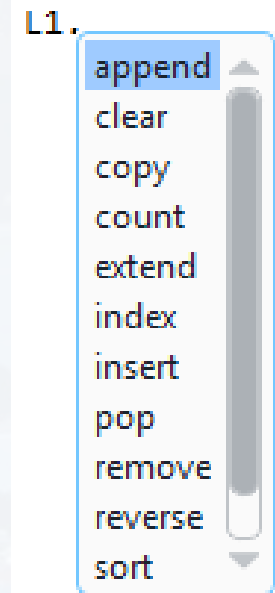 L1.
append
clear
copy
count
extend
index
insert
pop
remove
reverse
sort